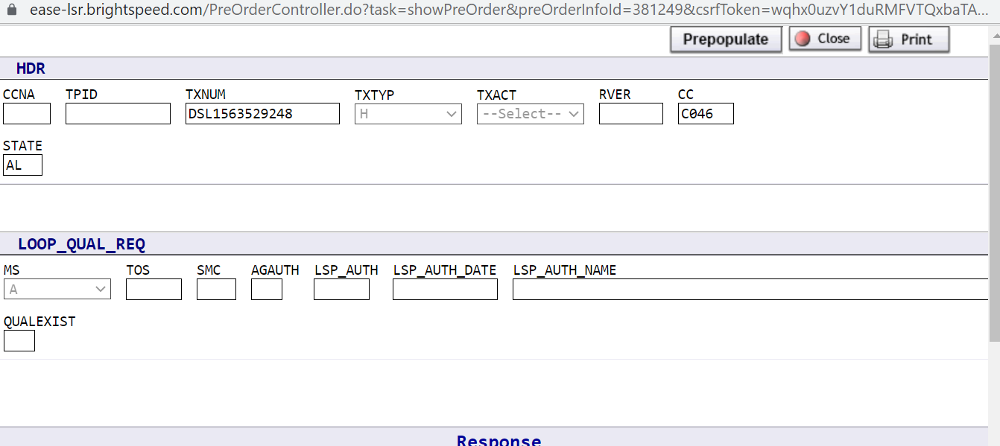 ease-lsr.brightspeed.com/PreOrderController.do?task=showPreOrder&preOrderInfoId=381249&csrfToken=wqhx0uzvY1duRMFVTQxbaTA...
Prepopulate Close Print
HDR
CCNA TPID TXNUM TXTYP TXACT RVER CC
DSL1563529248 H --Select-- C046
STATE
AL
LOOP_QUAL_REQ
MS TOS SMC AGAUTH LSP_AUTH LSP_AUTH_DATE LSP_AUTH_NAME
A
QUALEXIST
Response